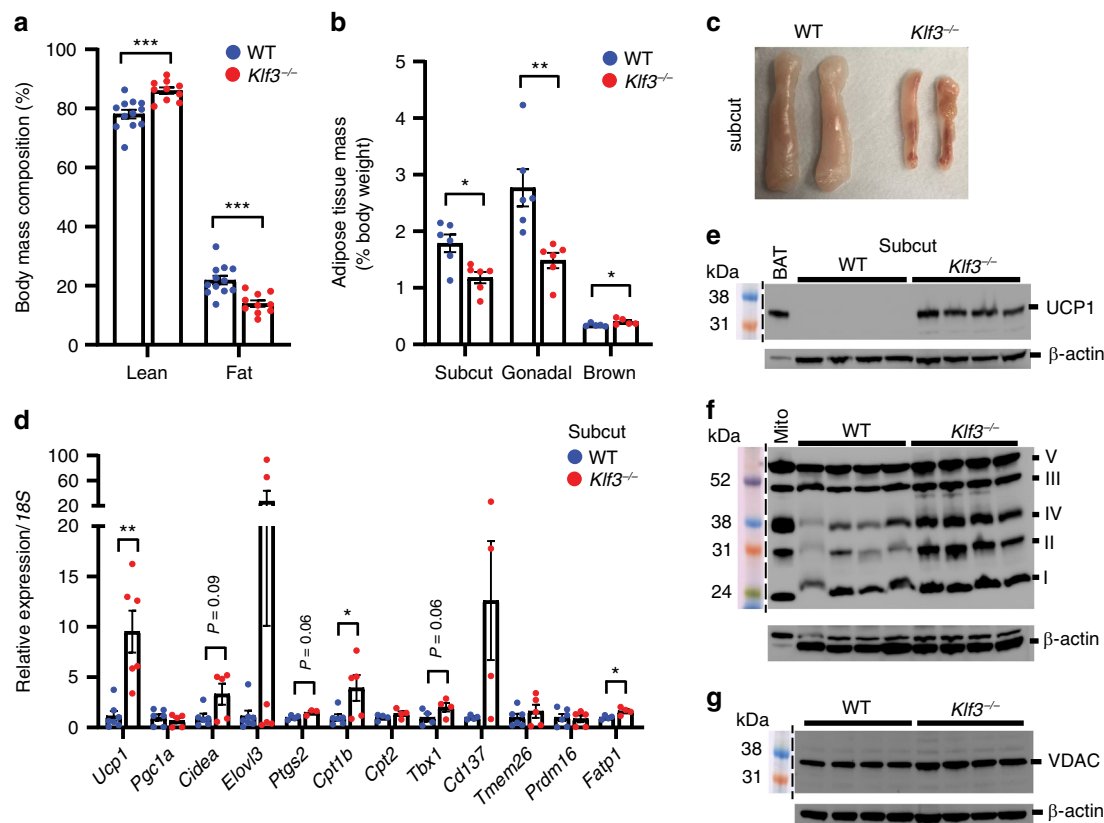 a
Body mass composition (%)
100
80
60
40
20
0
***
***
WT
Klf3–/–
Lean
Fat
b
Adipose tissue mass
(% body weight)
5
4
3
2
1
0
*
**
*
WT
Klf3–/–
Subcut
Gonadal
Brown
c
WT
Klf3–/–
subcut
d
Relative expression/18S
100
80
60
40
20
20
15
10
5
0
Subcut
WT
Klf3–/–
**
P = 0.09
P = 0.06
*
P = 0.06
*
Ucp1
Pgc1a
Cidea
Elovl3
Ptgs2
Cpt1b
Cpt2
Tbx1
Cd137
Tmem26
Prdm16
Fatp1
e
Subcut
kDa
BAT
WT
Klf3–/–
38
31
UCP1
β-actin
f
kDa
Mito
WT
Klf3–/–
52
38
31
24
V
III
IV
II
I
β-actin
g
kDa
WT
Klf3–/–
38
31
VDAC
β-actin